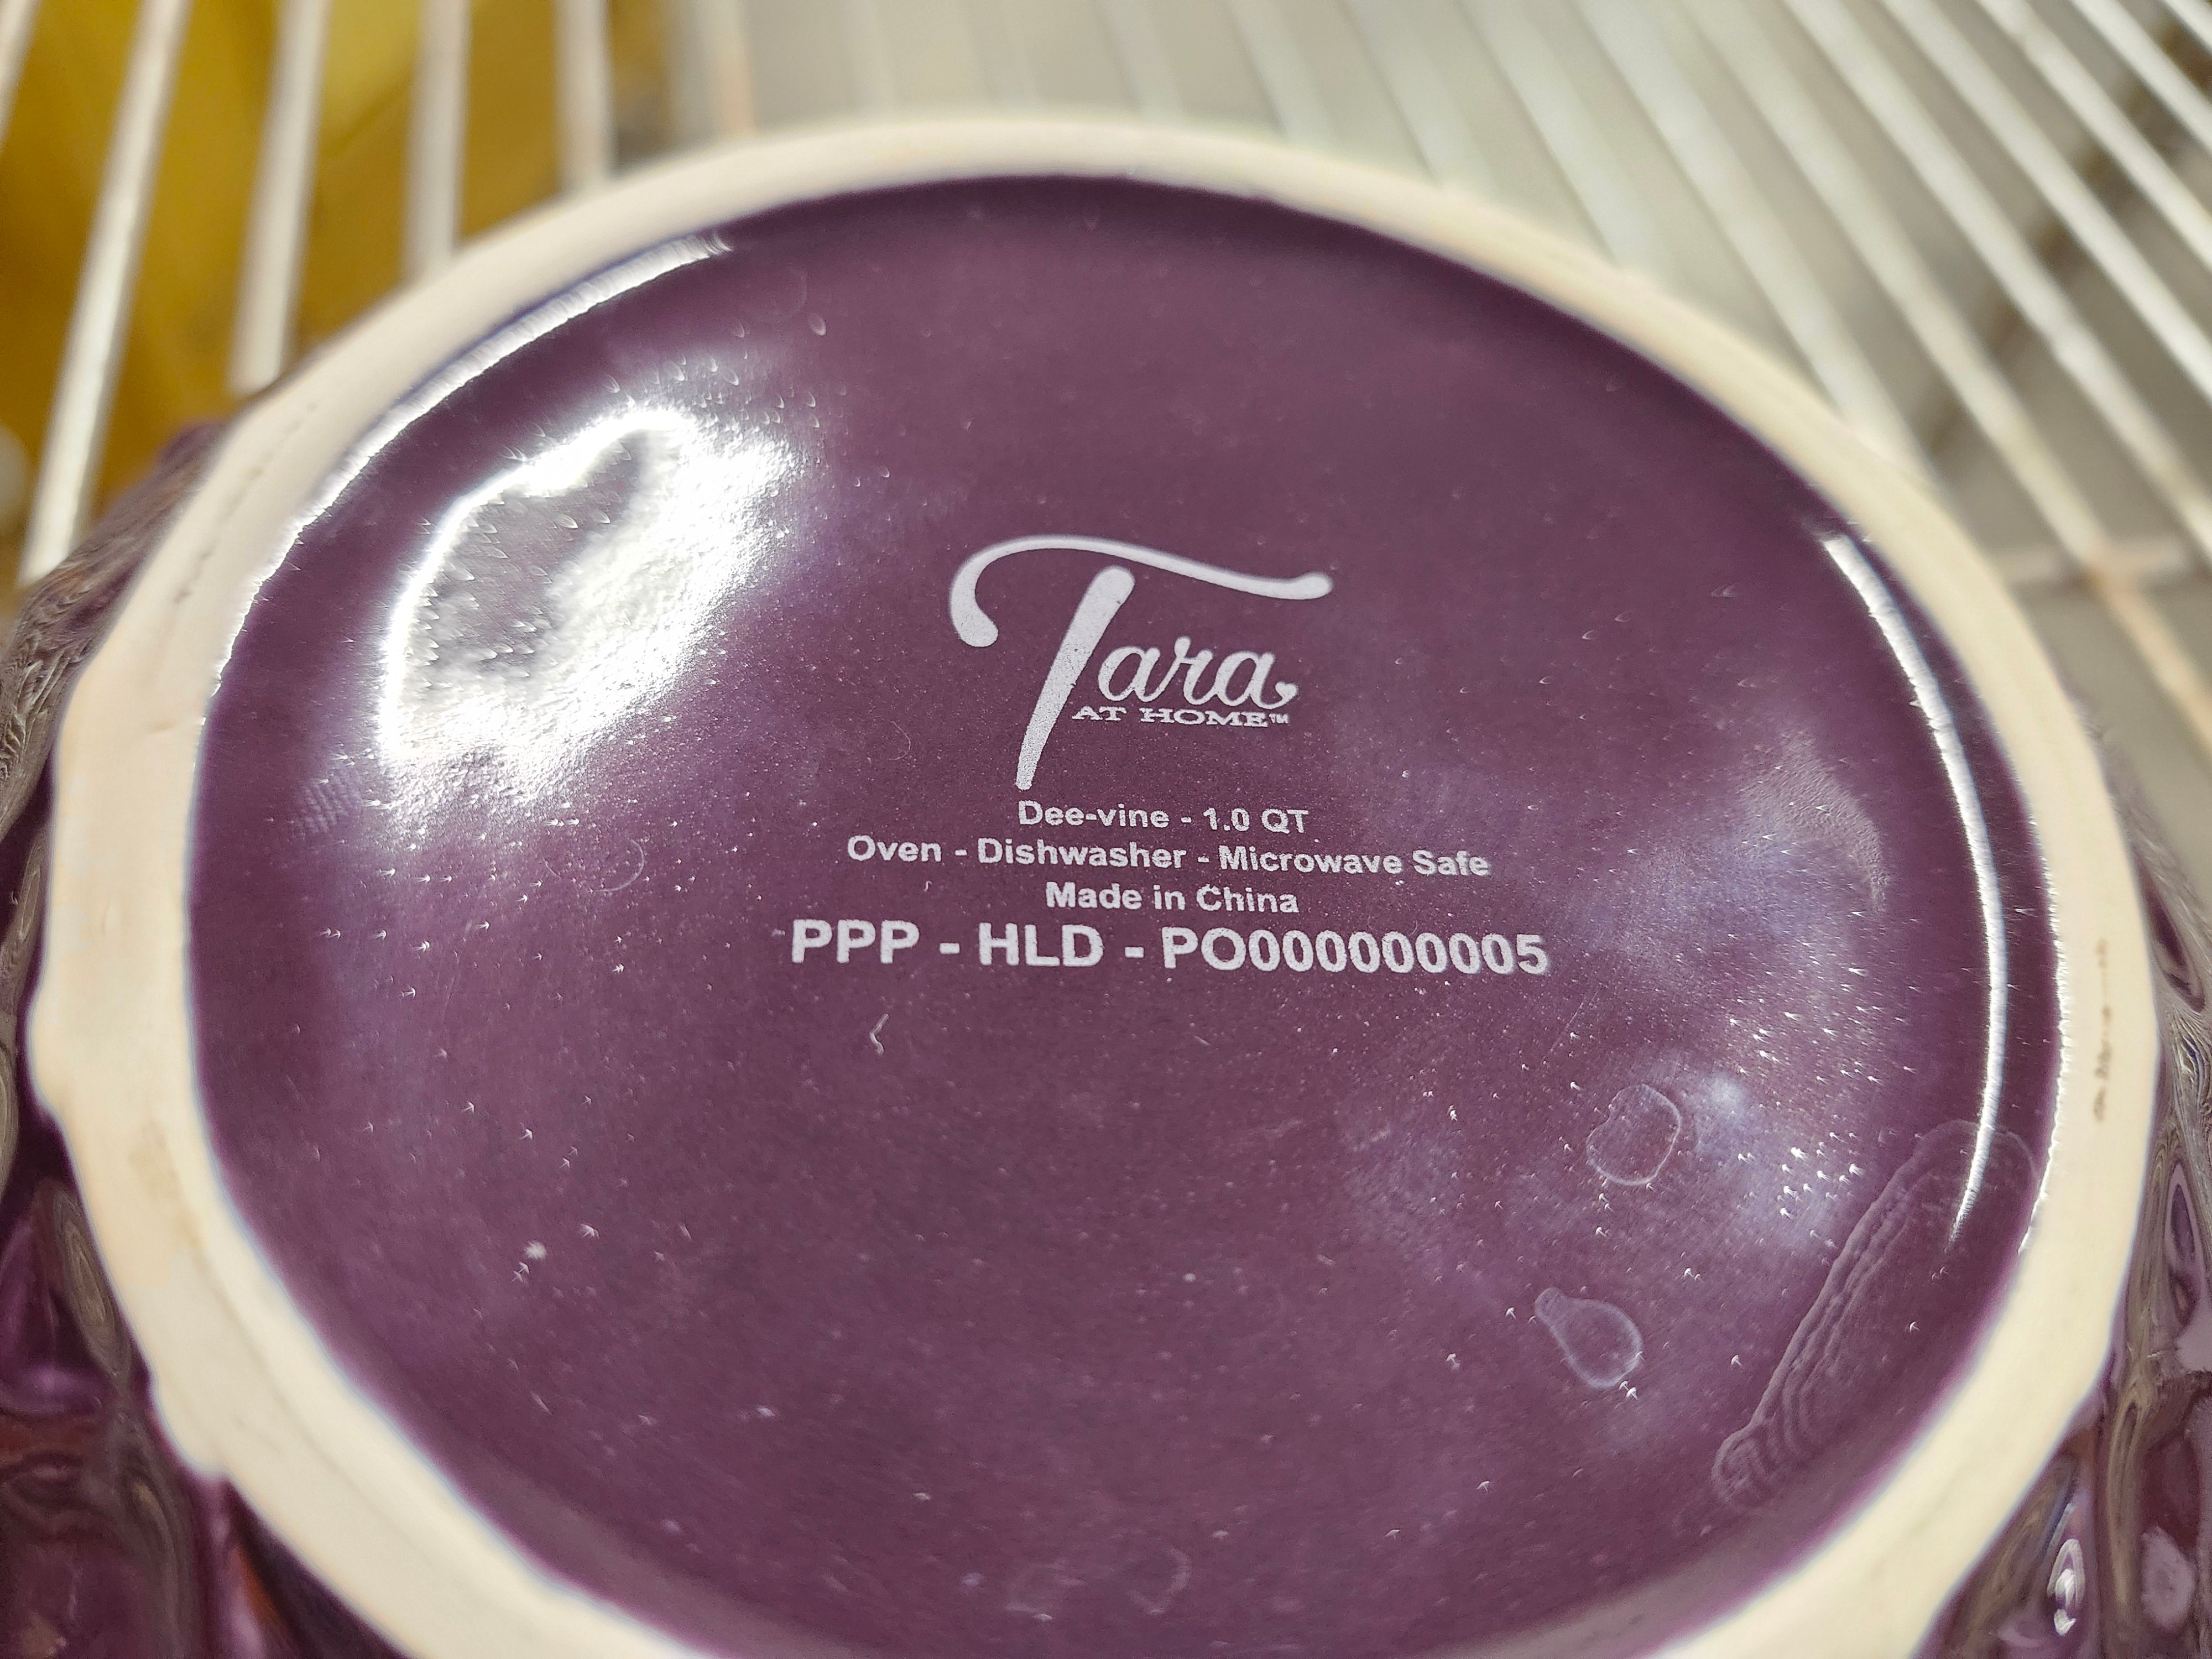 Tara
AT HOME™
Dee-vine - 1.0 QT
Oven - Dishwasher - Microwave Safe
Made in China
PPP - HLD - PO000000005